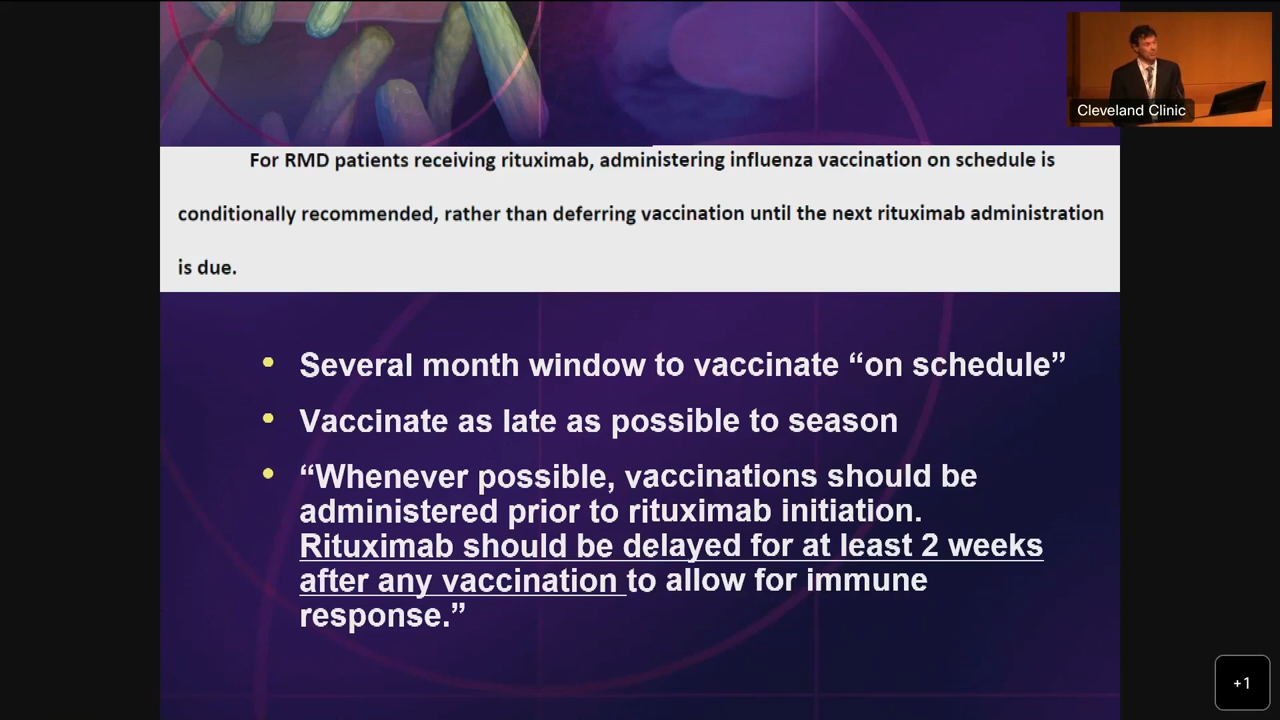 Cleveland Clinic
For RMD patients receiving rituximab, administering influenza vaccination on schedule is
conditionally recommended, rather than deferring vaccination until the next rituximab administration
is due.
• Several month window to vaccinate “on schedule”
• Vaccinate as late as possible to season
• “Whenever possible, vaccinations should be
administered prior to rituximab initiation.
Rituximab should be delayed for at least 2 weeks
after any vaccination to allow for immune
response.”
+1